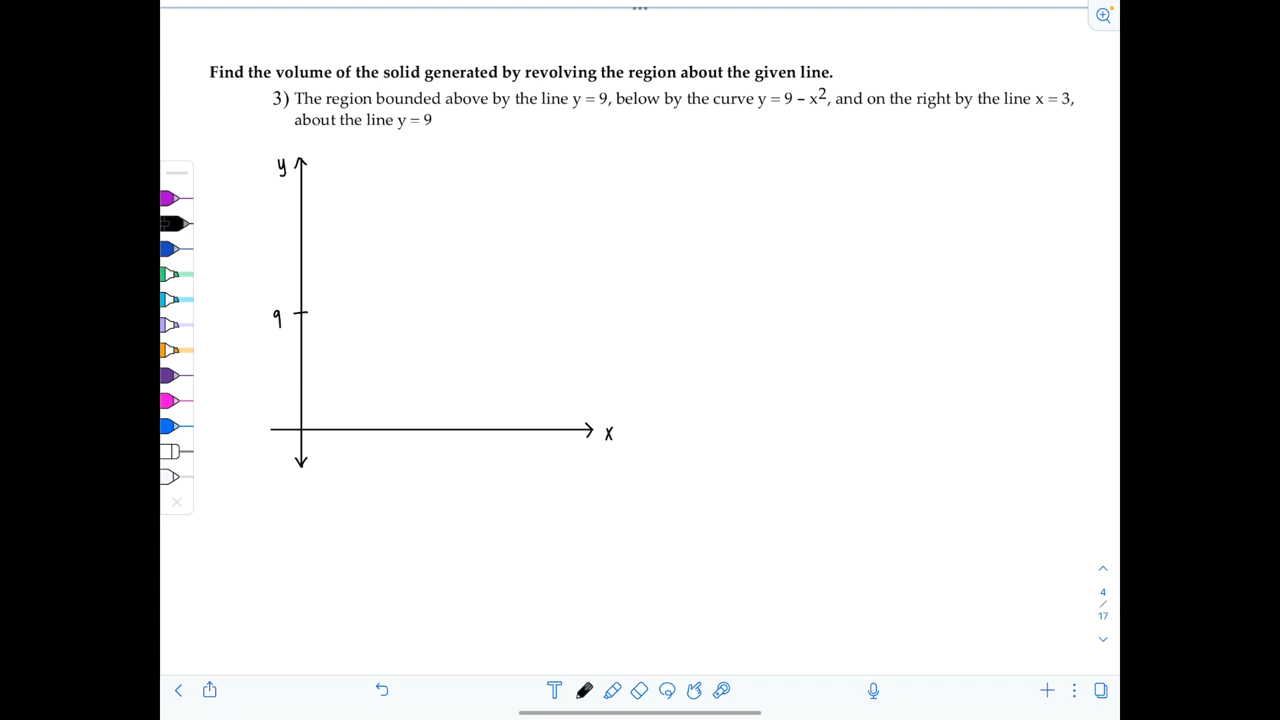 Find the volume of the solid generated by revolving the region about the given line.
3) The region bounded above by the line y = 9, below by the curve y = 9 – x², and on the right by the line x = 3,
about the line y = 9
y
9
x
4
/
17
T